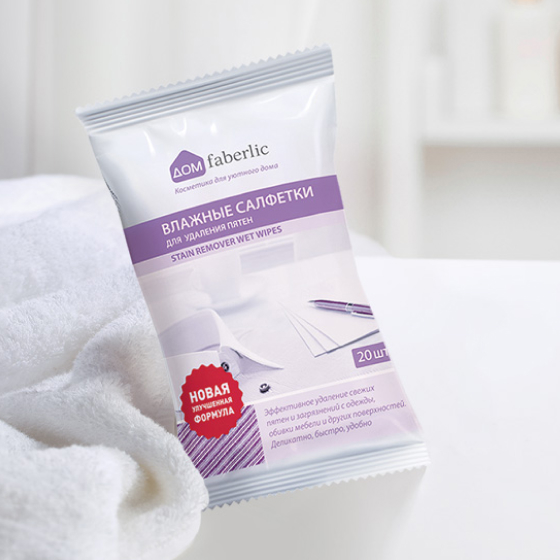 ДОМ faberlic
Косметика для уютного дома
ВЛАЖНЫЕ САЛФЕТКИ
ДЛЯ УДАЛЕНИЯ ПЯТЕН
STAIN REMOVER WET WIPES
20 шт
НОВАЯ
УЛУЧШЕННАЯ
ФОРМУЛА
Эффективное удаление свежих
пятен и загрязнений с одежды,
обивки мебели и других поверхностей.
Деликатно, быстро, удобно